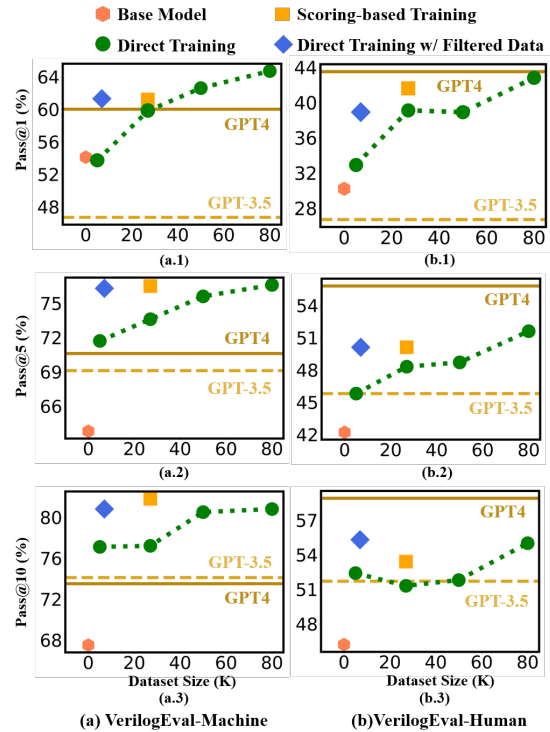 Base Model
Scoring-based Training
Direct Training
Direct Training w/ Filtered Data
Pass@1 (%)
64
60
56
52
48
GPT4
GPT-3.5
0 20 40 60 80
(a.1)
44
40
36
32
28
GPT4
GPT-3.5
0 20 40 60 80
(b.1)
Pass@5 (%)
75
72
69
66
GPT4
GPT-3.5
0 20 40 60 80
(a.2)
54
51
48
45
42
GPT4
GPT-3.5
0 20 40 60 80
(b.2)
Pass@10 (%)
80
76
72
68
GPT-3.5
GPT4
0 20 40 60 80
Dataset Size (K)
(a.3)
57
54
51
48
GPT4
GPT-3.5
0 20 40 60 80
Dataset Size (K)
(b.3)
(a) VerilogEval-Machine
(b)VerilogEval-Human